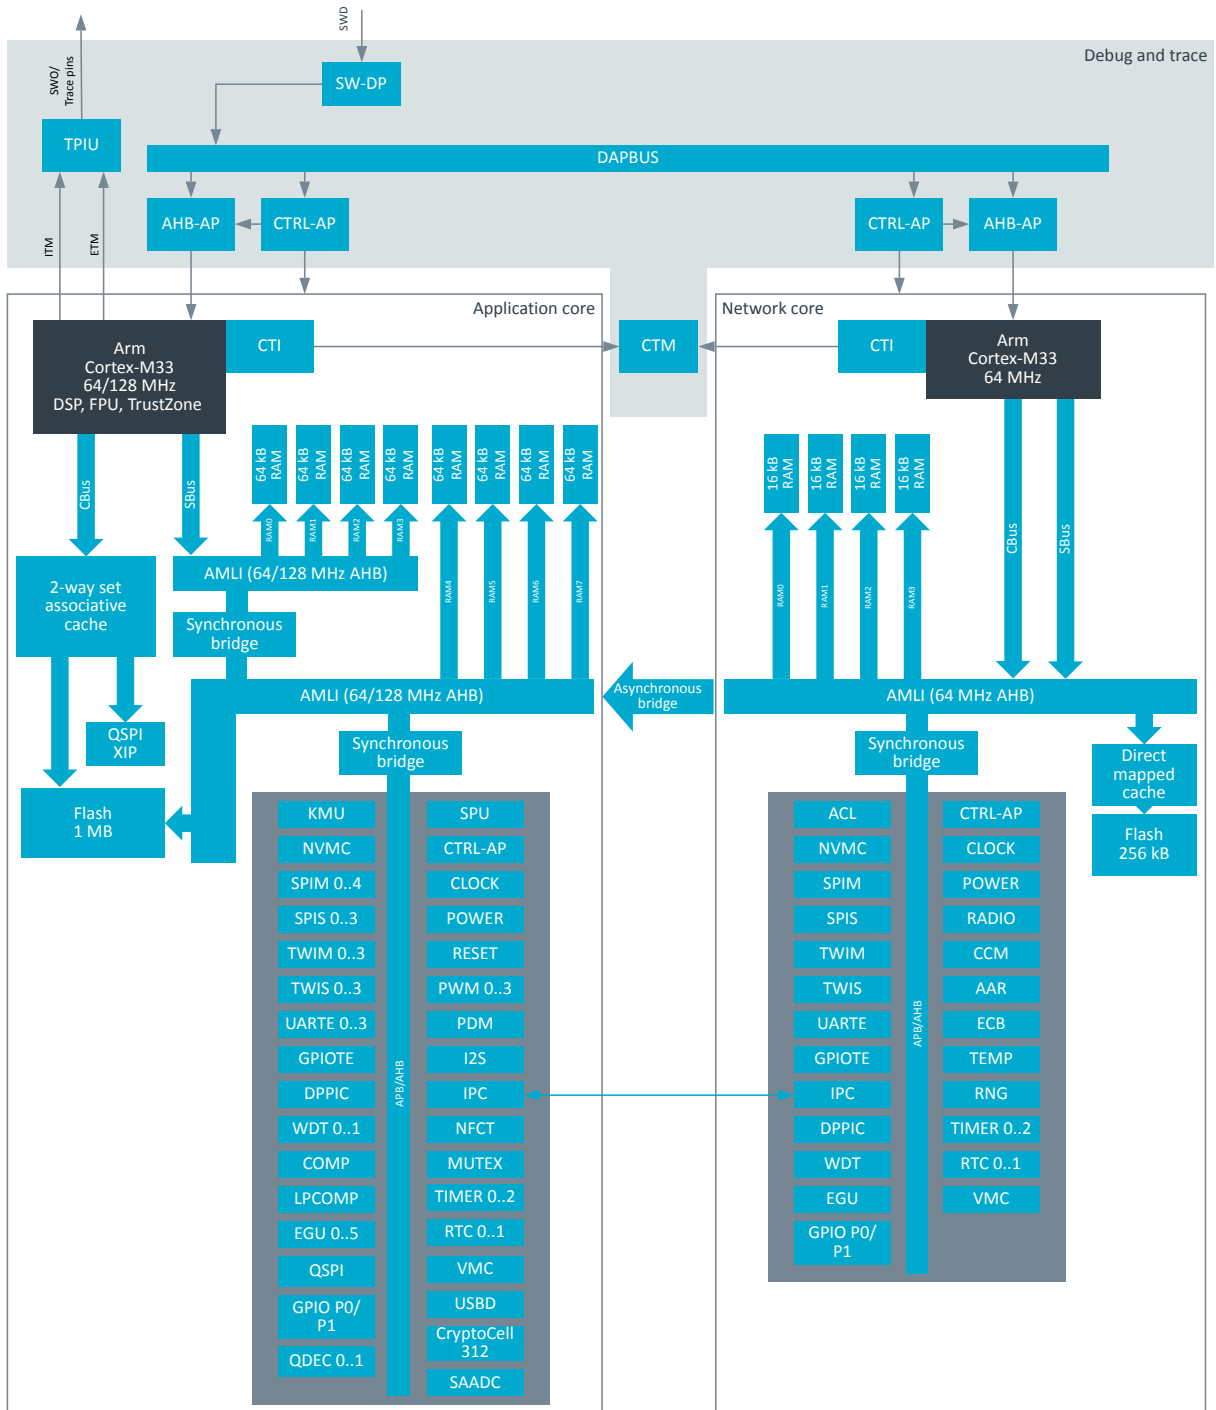 SWD
Debug and trace
SWO/
Trace pins
SW-DP
TPIU
DAPBUS
AHB-AP
CTRL-AP
CTRL-AP
AHB-AP
ITM
ETM
Application core
Network core
Arm
Cortex-M33
64/128 MHz
DSP, FPU, TrustZone
CTI
CTM
CTI
Arm
Cortex-M33
64 MHz
CBus
SBus
64 kB
RAM
64 kB
RAM
64 kB
RAM
64 kB
RAM
64 kB
RAM
64 kB
RAM
64 kB
RAM
64 kB
RAM
16 kB
RAM
16 kB
RAM
16 kB
RAM
16 kB
RAM
CBus
SBus
RAM0
RAM1
RAM2
RAM3
RAM4
RAM5
RAM6
RAM7
RAM0
RAM1
RAM2
RAM3
2-way set
associative
cache
AMLI (64/128 MHz AHB)
Synchronous
bridge
AMLI (64/128 MHz AHB)
Asynchronous
bridge
AMLI (64 MHz AHB)
QSPI
XIP
Synchronous
bridge
Synchronous
bridge
Direct
mapped
cache
Flash
1 MB
Flash
256 kB
KMU
NVMC
SPIM 0..4
SPIS 0..3
TWIM 0..3
TWIS 0..3
UARTE 0..3
GPIOTE
DPPIC
WDT 0..1
COMP
LPCOMP
EGU 0..5
QSPI
GPIO P0/
P1
QDEC 0..1
APB/AHB
SPU
CTRL-AP
CLOCK
POWER
RESET
PWM 0..3
PDM
I2S
IPC
NFCT
MUTEX
TIMER 0..2
RTC 0..1
VMC
USBD
CryptoCell
312
SAADC
ACL
NVMC
SPIM
SPIS
TWIM
TWIS
UARTE
GPIOTE
IPC
DPPIC
WDT
EGU
GPIO P0/
P1
APB/AHB
CTRL-AP
CLOCK
POWER
RADIO
CCM
AAR
ECB
TEMP
RNG
TIMER 0..2
RTC 0..1
VMC